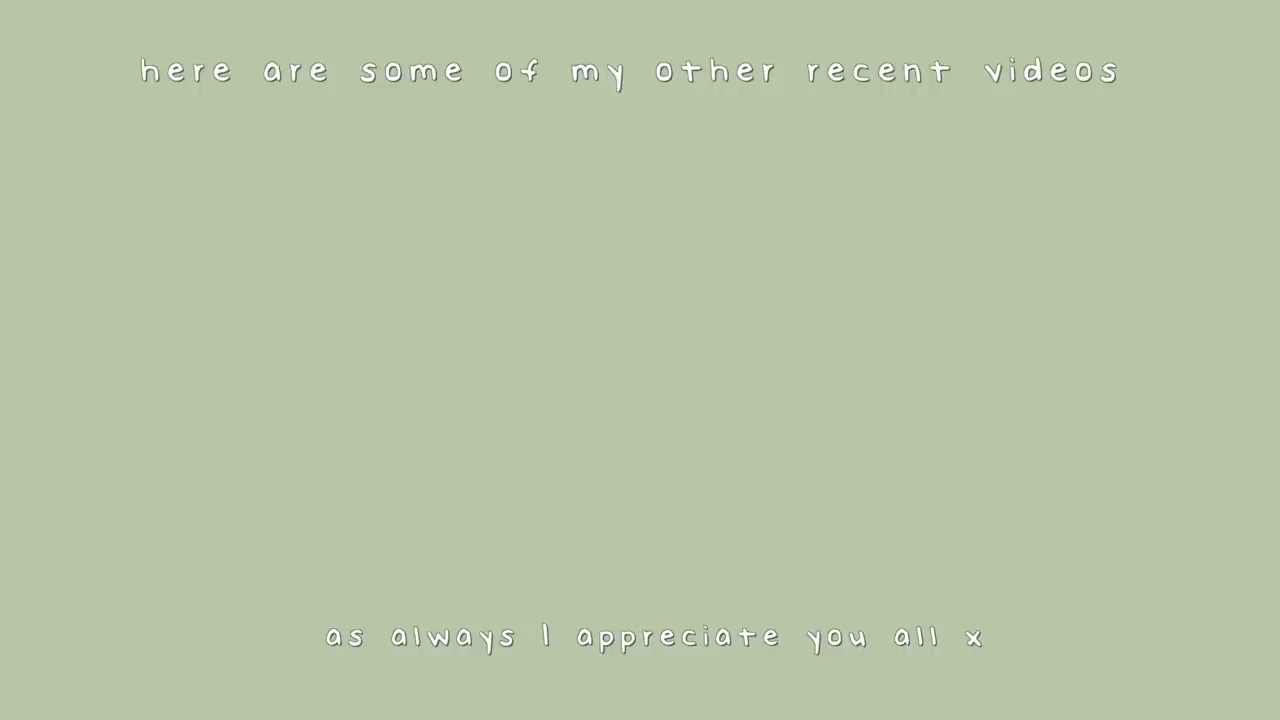 here are some of my other recent videos
as always I appreciate you all x